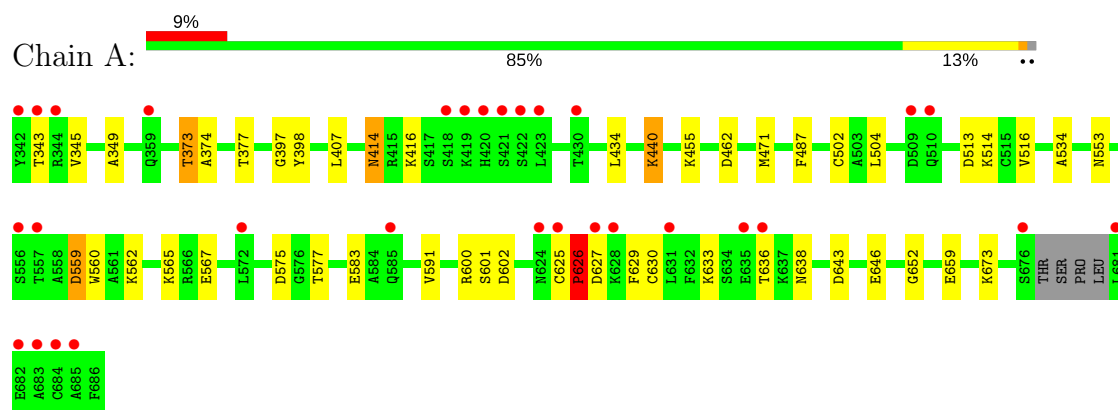 9%
Chain A:
85% 13% ••
Y342 T343 R344 V345 A349 Q359 T373 A374 T377 G397 Y398 L407 N414 R415 K416 S417 S418 K419 H420 S421 S422 L423 T430 L434 K440 K455 D462 M471 F487 C502 A503 L504 D509 Q510 D513 K514 C515 V516 A534 N553
S556 T557 A558 D559 W560 A561 K562 K565 R566 E567 L572 D575 G576 T577 E583 A584 Q585 V591 R600 S601 D602 N624 C625 P626 D627 K628 F629 C630 L631 F632 K633 S634 E635 T636 K637 N638 D643 E646 G652 E659 K673 S676 THR SER PRO LEU L681
E682 A683 C684 A685 F686